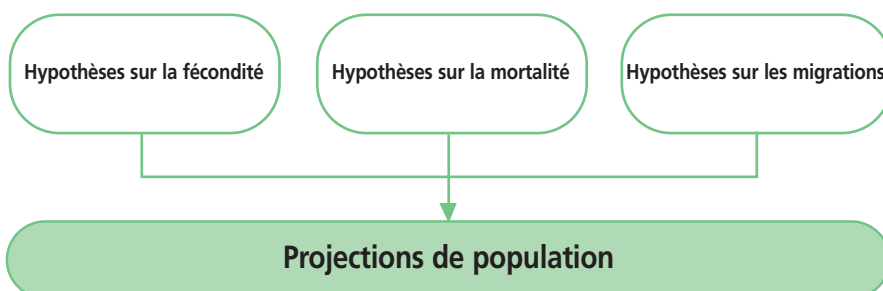 Hypothèses sur la fécondité
Hypothèses sur la mortalité
Hypothèses sur les migrations
Projections de population